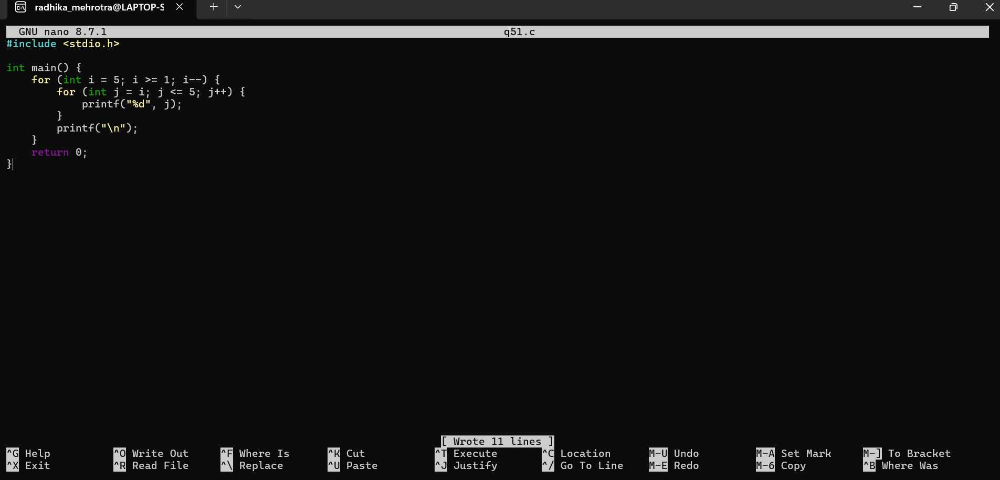 radhika_mehrotra@LAPTOP-S
GNU nano 8.7.1 q51.c
#include <stdio.h>

int main() {
    for (int i = 5; i >= 1; i--) {
        for (int j = i; j <= 5; j++) {
            printf("%d", j);
        }
        printf("\n");
    }
    return 0;
}
[ Wrote 11 lines ]
^G Help ^O Write Out ^F Where Is ^K Cut ^T Execute ^C Location M-U Undo M-A Set Mark M-] To Bracket
^X Exit ^R Read File ^\ Replace ^U Paste ^J Justify ^/ Go To Line M-E Redo M-6 Copy ^B Where Was